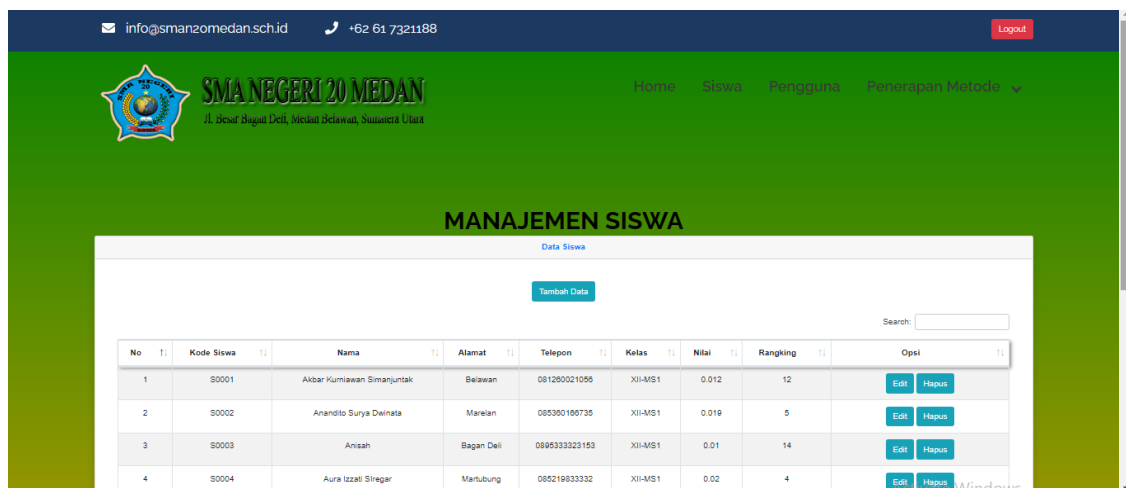 info@sman20medan.sch.id +62 61 7321188 Logout
SMA NEGERI 20 MEDAN
Jl. Besar Bagan Deli, Medan Belawan, Sumatera Utara
Home Siswa Pengguna Penerapan Metode
MANAJEMEN SISWA
Data Siswa
Tambah Data
Search:
No Kode Siswa Nama Alamat Telepon Kelas Nilai Rangking Opsi
1 S0001 Akbar Kurniawan Simanjuntak Belawan 081260021056 XII-MS1 0.012 12 Edit Hapus
2 S0002 Anandito Surya Dwinata Marelan 085360166735 XII-MS1 0.019 5 Edit Hapus
3 S0003 Anisah Bagan Deli 0895333323153 XII-MS1 0.01 14 Edit Hapus
4 S0004 Aura Izzati SIregar Martubung 085219833332 XII-MS1 0.02 4 Edit Hapus
Windows